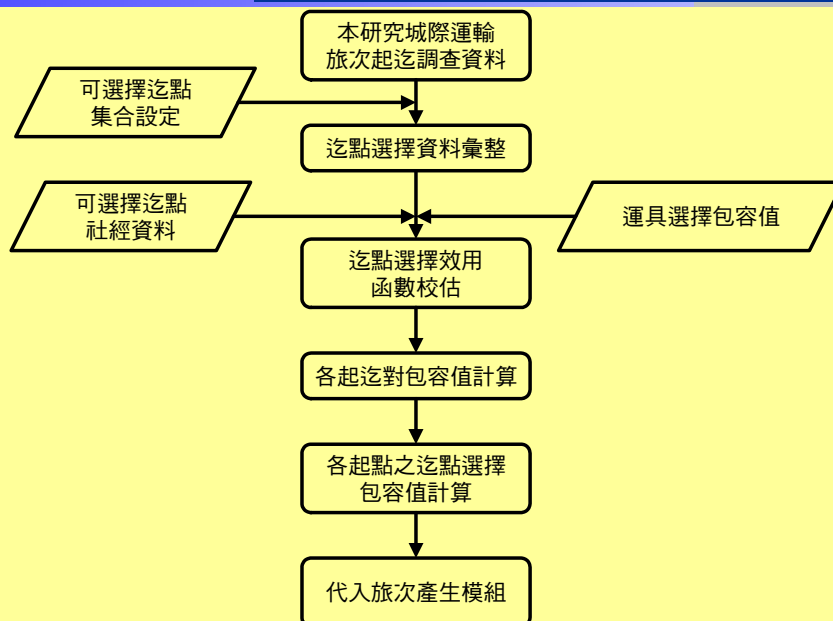 本研究城際運輸
旅次起迄調查資料
可選擇迄點
集合設定
迄點選擇資料彙整
可選擇迄點
社經資料
運具選擇包容值
迄點選擇效用
函數校估
各起迄對包容值計算
各起點之迄點選擇
包容值計算
代入旅次產生模組